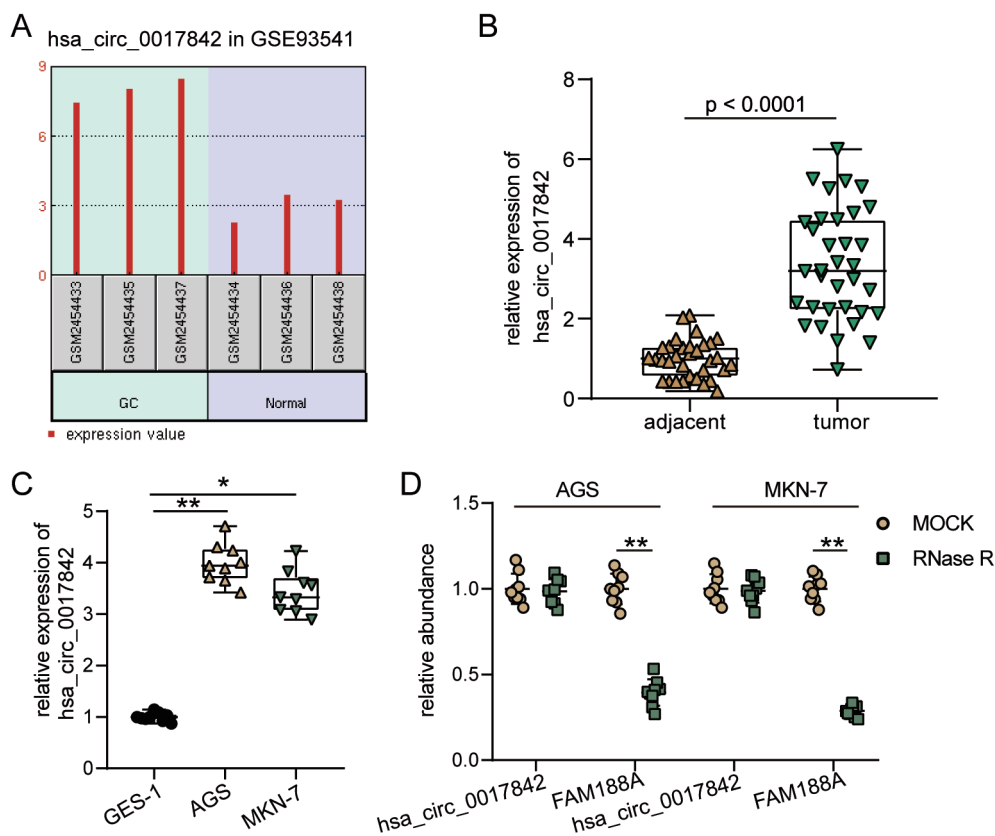 A
hsa_circ_0017842 in GSE93541
9
6
3
0
GSM2454433
GSM2454435
GSM2454437
GSM2454434
GSM2454436
GSM2454438
GC
Normal
expression value
B
relative expression of
hsa_circ_0017842
8
6
4
2
0
p < 0.0001
adjacent
tumor
C
relative expression of
hsa_circ_0017842
5
4
3
2
1
0
*
**
GES-1
AGS
MKN-7
D
relative abundance
1.5
1.0
0.5
0.0
AGS
MKN-7
**
**
MOCK
RNase R
hsa_circ_0017842
FAM188A
hsa_circ_0017842
FAM188A